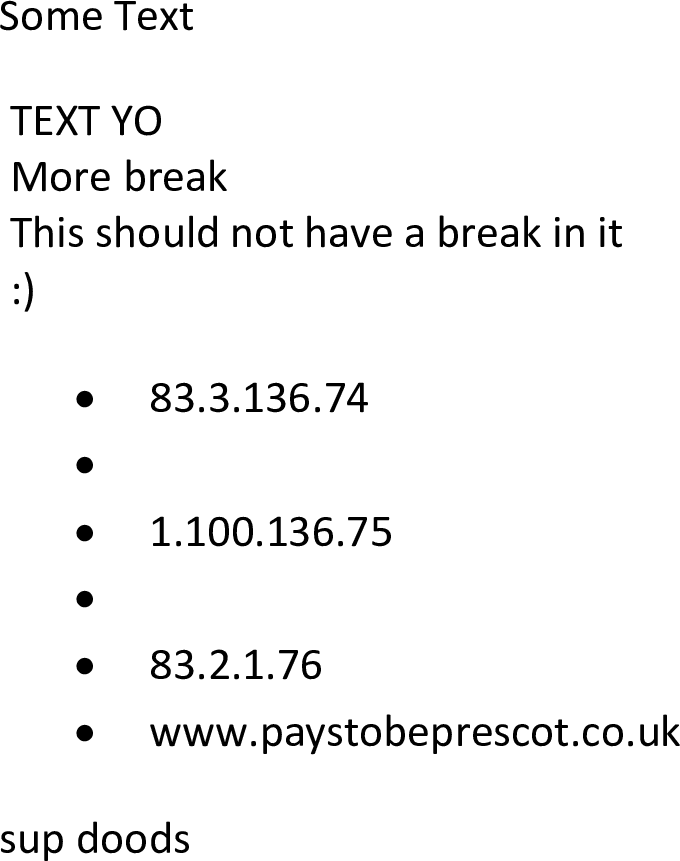 Some Text
TEXT YO
More break
This should not have a break in it
:)
• 83.3.136.74
•
• 1.100.136.75
•
• 83.2.1.76
• www.paystobeprescot.co.uk
sup doods